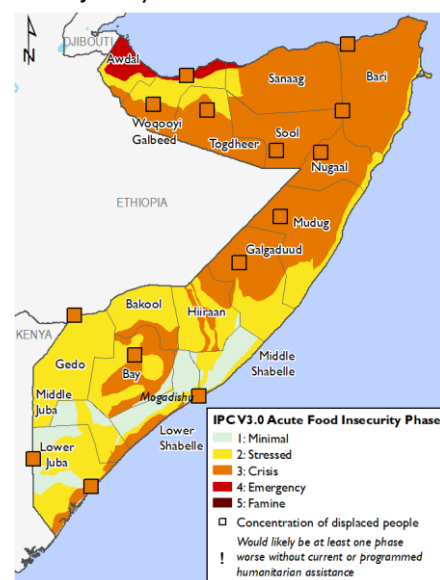 N
DJIBOUTI
Awdal
Sanaag
Bari
Woqooyi
Galbeed
Togdheer
Sool
Nugaal
ETHIOPIA
Mudug
Galgaduud
Bakool
Hiiraan
KENYA
Gedo
Bay
Middle
Shabelle
Middle
Juba
Mogadishu
Lower
Juba
Lower
Shabelle
IPC V3.0 Acute Food Insecurity Phase
1: Minimal
2: Stressed
3: Crisis
4: Emergency
5: Famine
Concentration of displaced people
Would likely be at least one phase
! worse without current or programmed
humanitarian assistance